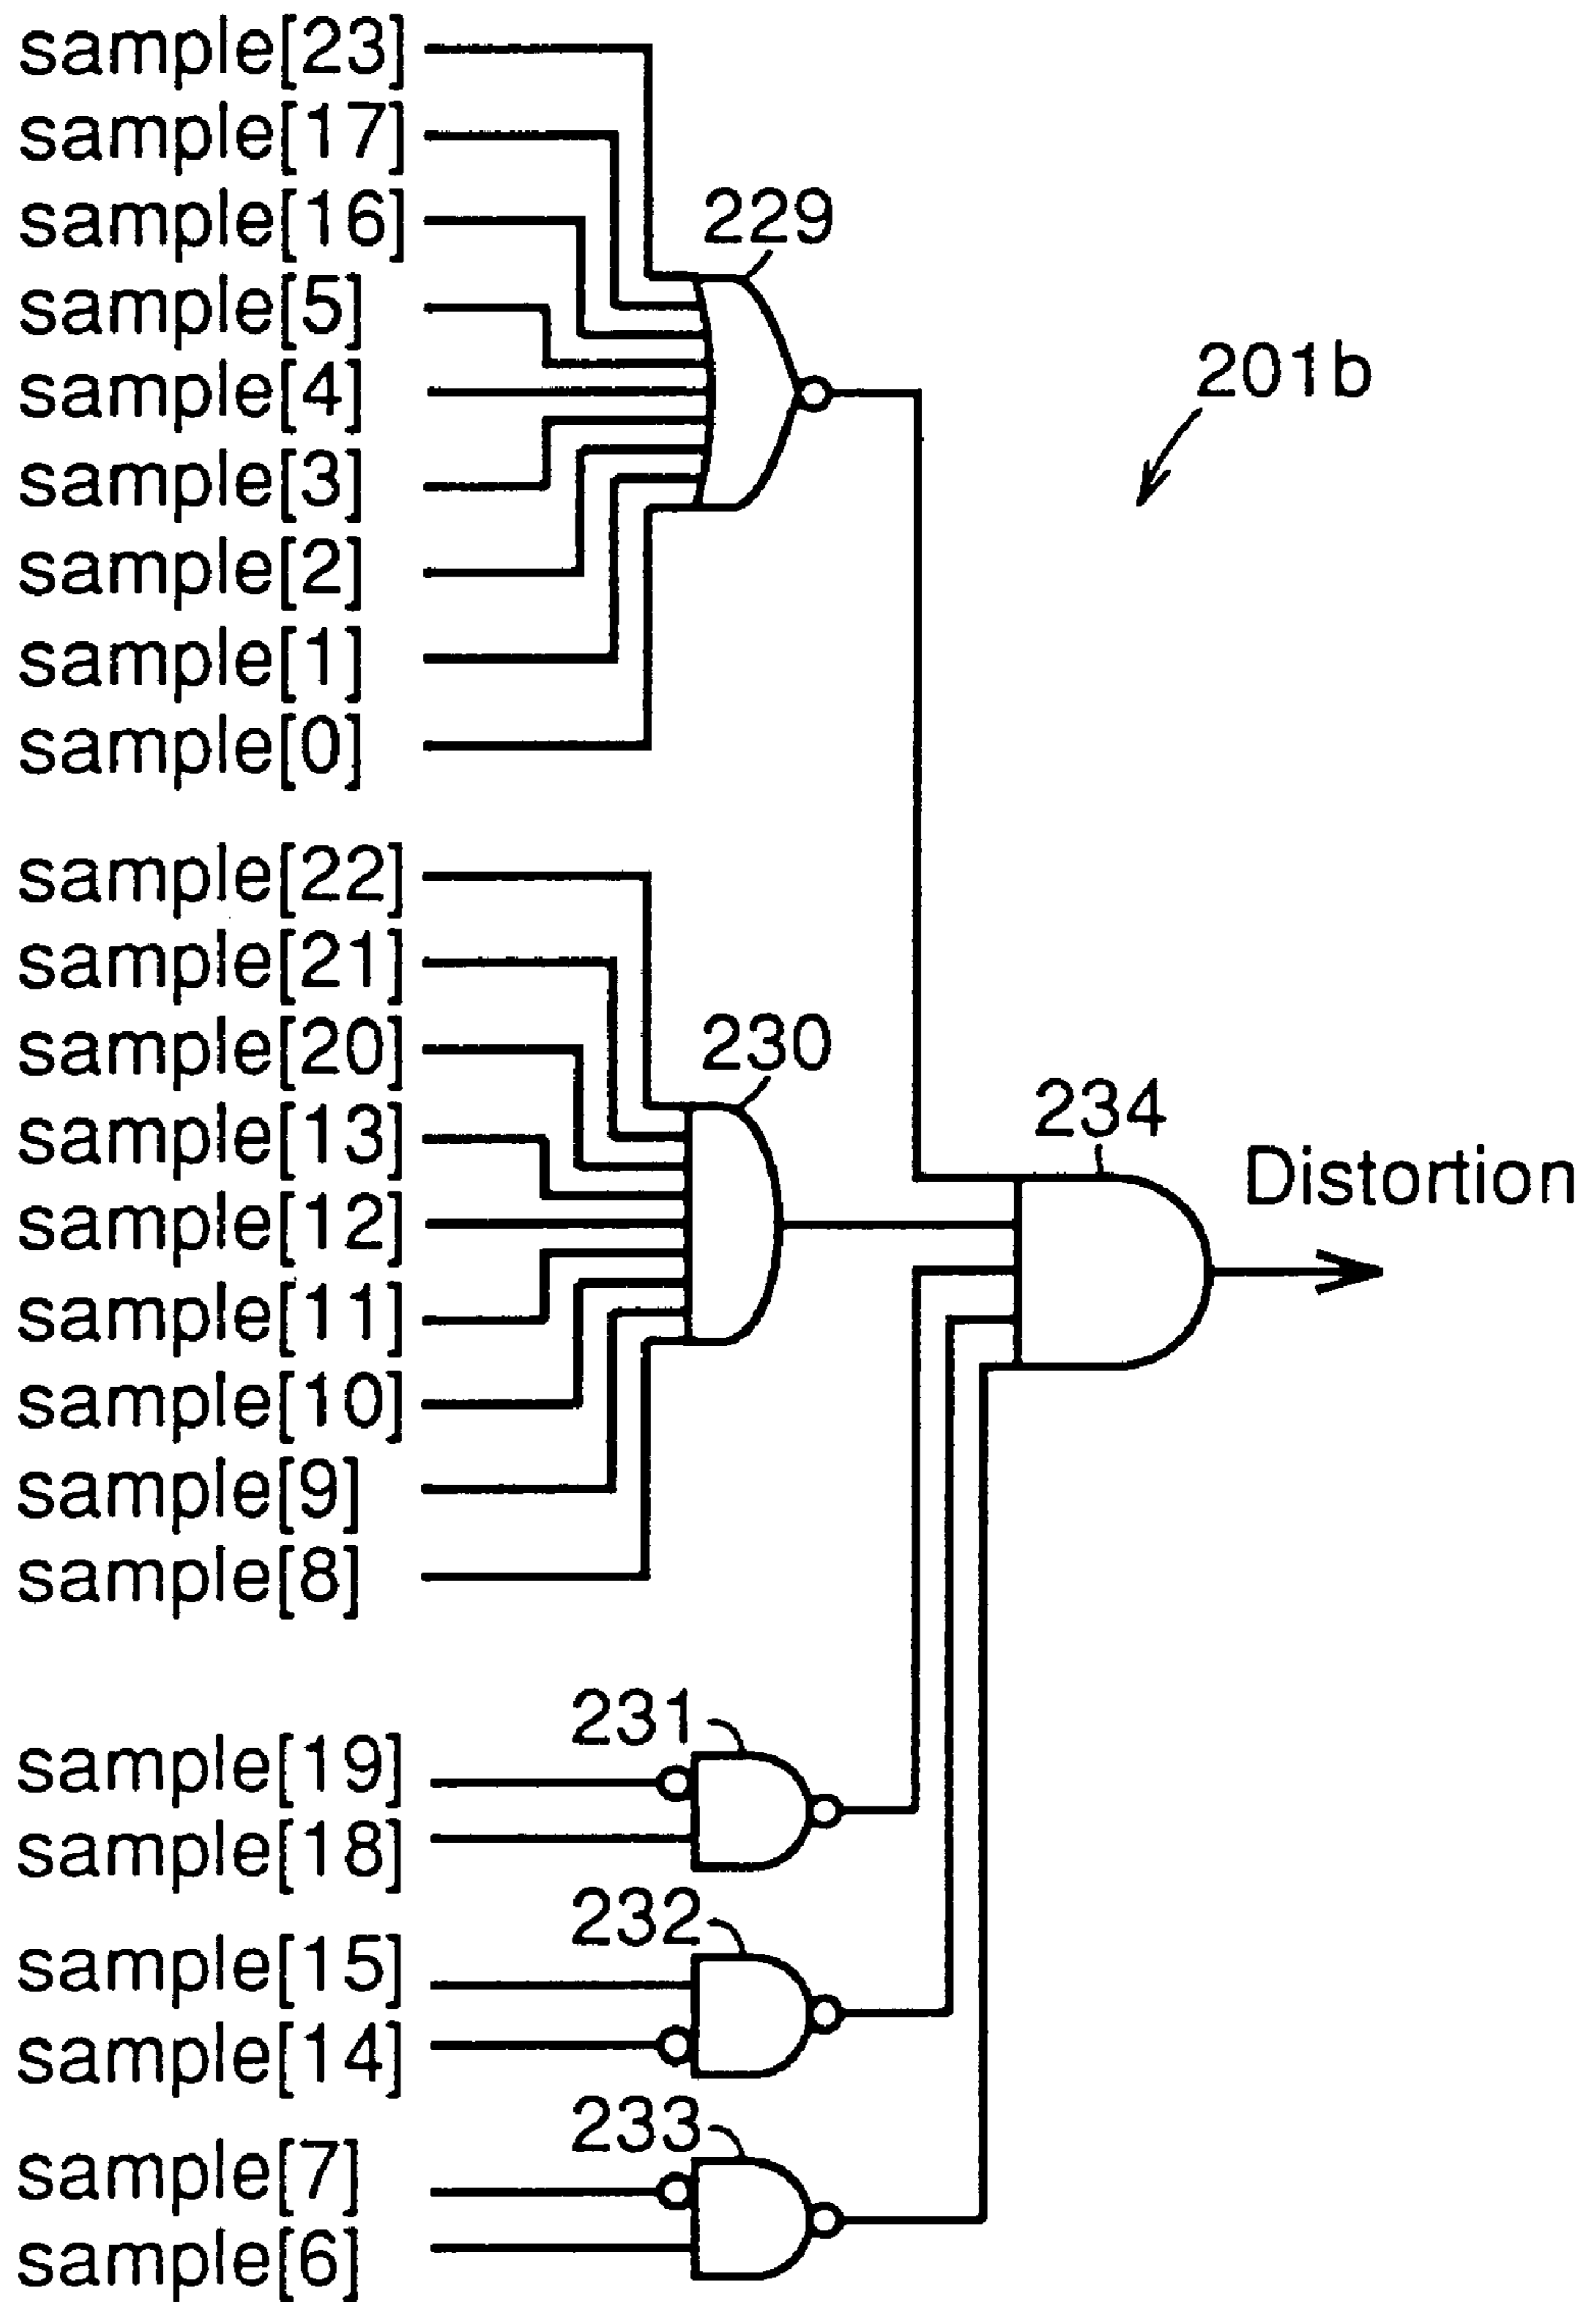 sample[23]
sample[17]
sample[16]
229
sample[5]
201b
sample[4]
sample[3]
sample[2]
sample[1]
sample[0]
sample[22]
sample[21]
sample[20]
230
sample[13]
234
Distortion
sample[12]
sample[11]
sample[10]
sample[9]
sample[8]
231
sample[19]
sample[18]
232
sample[15]
sample[14]
233
sample[7]
sample[6]